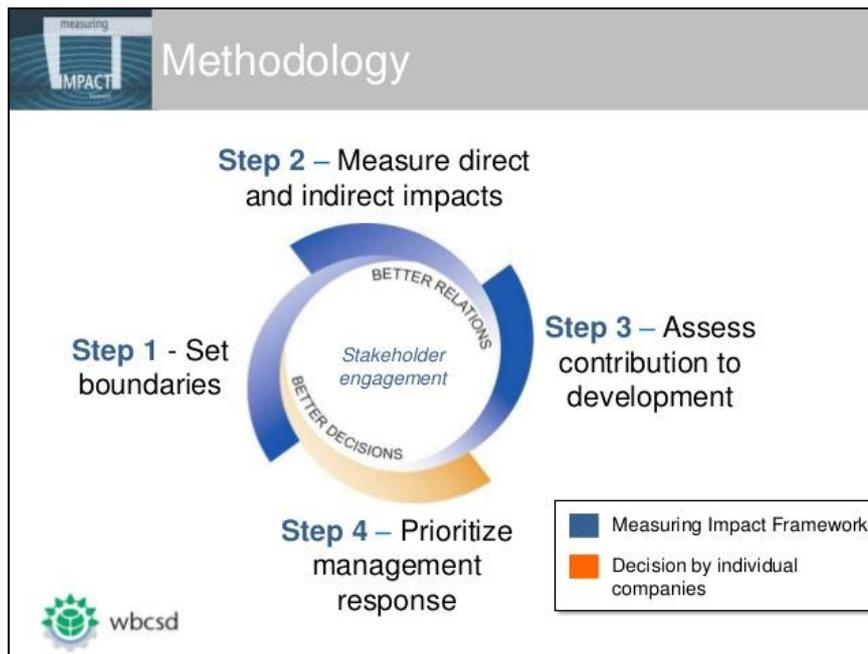 measuring
IMPACT
Methodology
Step 2 – Measure direct
and indirect impacts
BETTER RELATIONS
Step 1 - Set
boundaries
Stakeholder
engagement
Step 3 – Assess
contribution to
development
BETTER DECISIONS
Step 4 – Prioritize
management
response
Measuring Impact Framework
Decision by individual
companies
wbcsd